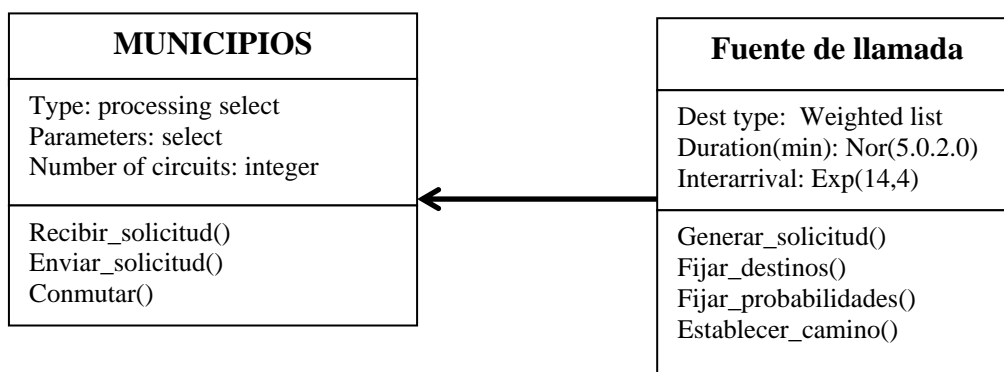 MUNICIPIOS
Type: processing select
Parameters: select
Number of circuits: integer
Recibir_solicitud()
Enviar_solicitud()
Conmutar()
Fuente de llamada
Dest type: Weighted list
Duration(min): Nor(5.0.2.0)
Interarrival: Exp(14,4)
Generar_solicitud()
Fijar_destinos()
Fijar_probabilidades()
Establecer_camino()